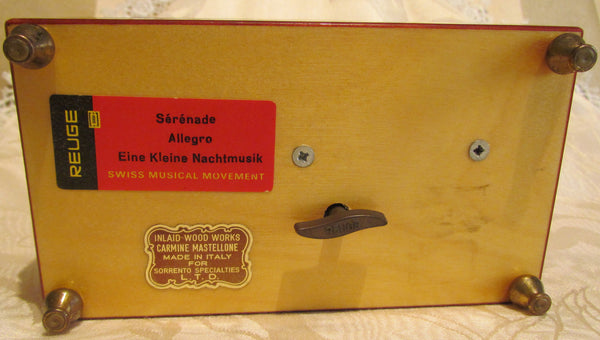 REUGE
Sérénade
Allegro
Eine Kleine Nachtmusik
SWISS MUSICAL MOVEMENT
REUGE
INLAID WOOD WORKS
CARMINE MASTELLONE
MADE IN ITALY
FOR
SORRENTO SPECIALTIES
L.T.D.